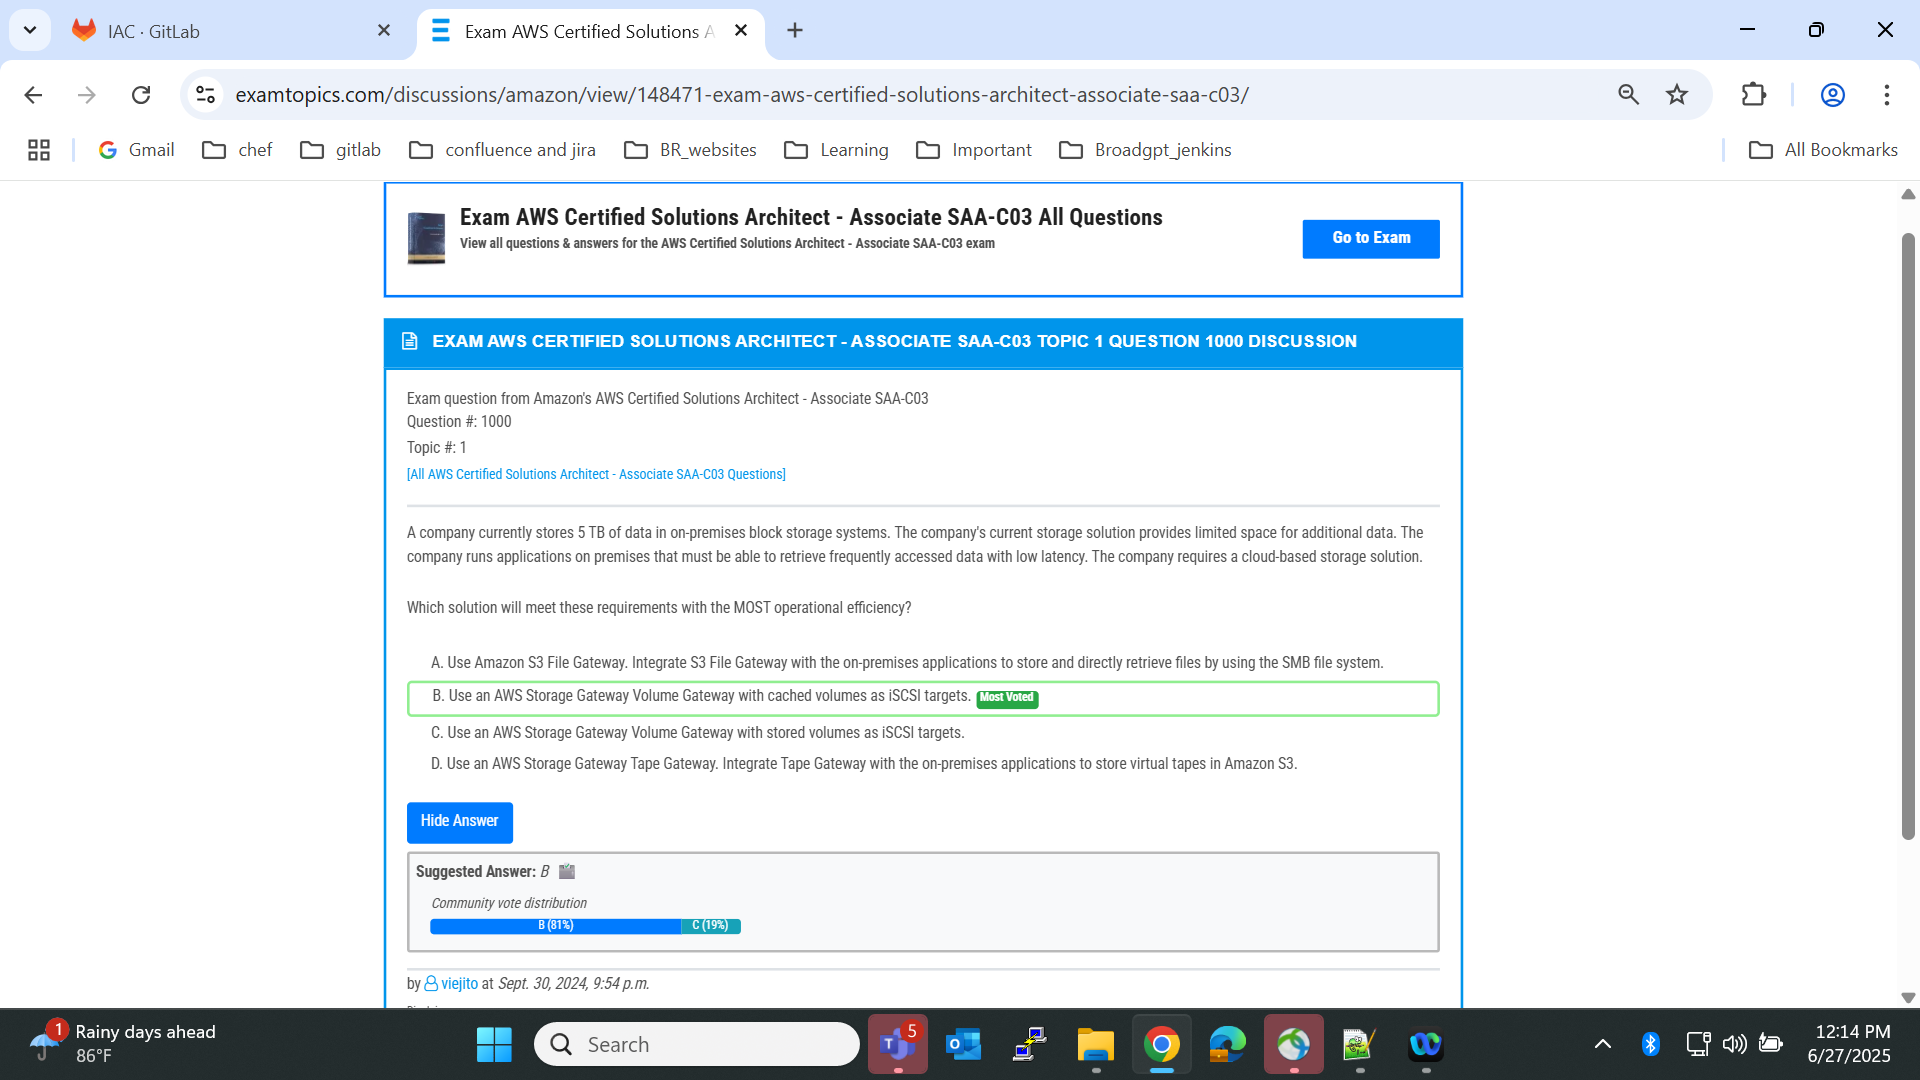 IAC · GitLab
Exam AWS Certified Solutions A
examtopics.com/discussions/amazon/view/148471-exam-aws-certified-solutions-architect-associate-saa-c03/
Gmail
chef
gitlab
confluence and jira
BR_websites
Learning
Important
Broadgpt_jenkins
All Bookmarks
Exam AWS Certified Solutions Architect - Associate SAA-C03 All Questions
View all questions & answers for the AWS Certified Solutions Architect - Associate SAA-C03 exam
Go to Exam
EXAM AWS CERTIFIED SOLUTIONS ARCHITECT - ASSOCIATE SAA-C03 TOPIC 1 QUESTION 1000 DISCUSSION
Exam question from Amazon's AWS Certified Solutions Architect - Associate SAA-C03
Question #: 1000
Topic #: 1
[All AWS Certified Solutions Architect - Associate SAA-C03 Questions]
A company currently stores 5 TB of data in on-premises block storage systems. The company's current storage solution provides limited space for additional data. The
company runs applications on premises that must be able to retrieve frequently accessed data with low latency. The company requires a cloud-based storage solution.
Which solution will meet these requirements with the MOST operational efficiency?
A. Use Amazon S3 File Gateway. Integrate S3 File Gateway with the on-premises applications to store and directly retrieve files by using the SMB file system.
B. Use an AWS Storage Gateway Volume Gateway with cached volumes as iSCSI targets. Most Voted
C. Use an AWS Storage Gateway Volume Gateway with stored volumes as iSCSI targets.
D. Use an AWS Storage Gateway Tape Gateway. Integrate Tape Gateway with the on-premises applications to store virtual tapes in Amazon S3.
Hide Answer
Suggested Answer: B
Community vote distribution
B (81%) C (19%)
by viejito at Sept. 30, 2024, 9:54 p.m.
1
Rainy days ahead
86°F
Search
5
12:14 PM
6/27/2025